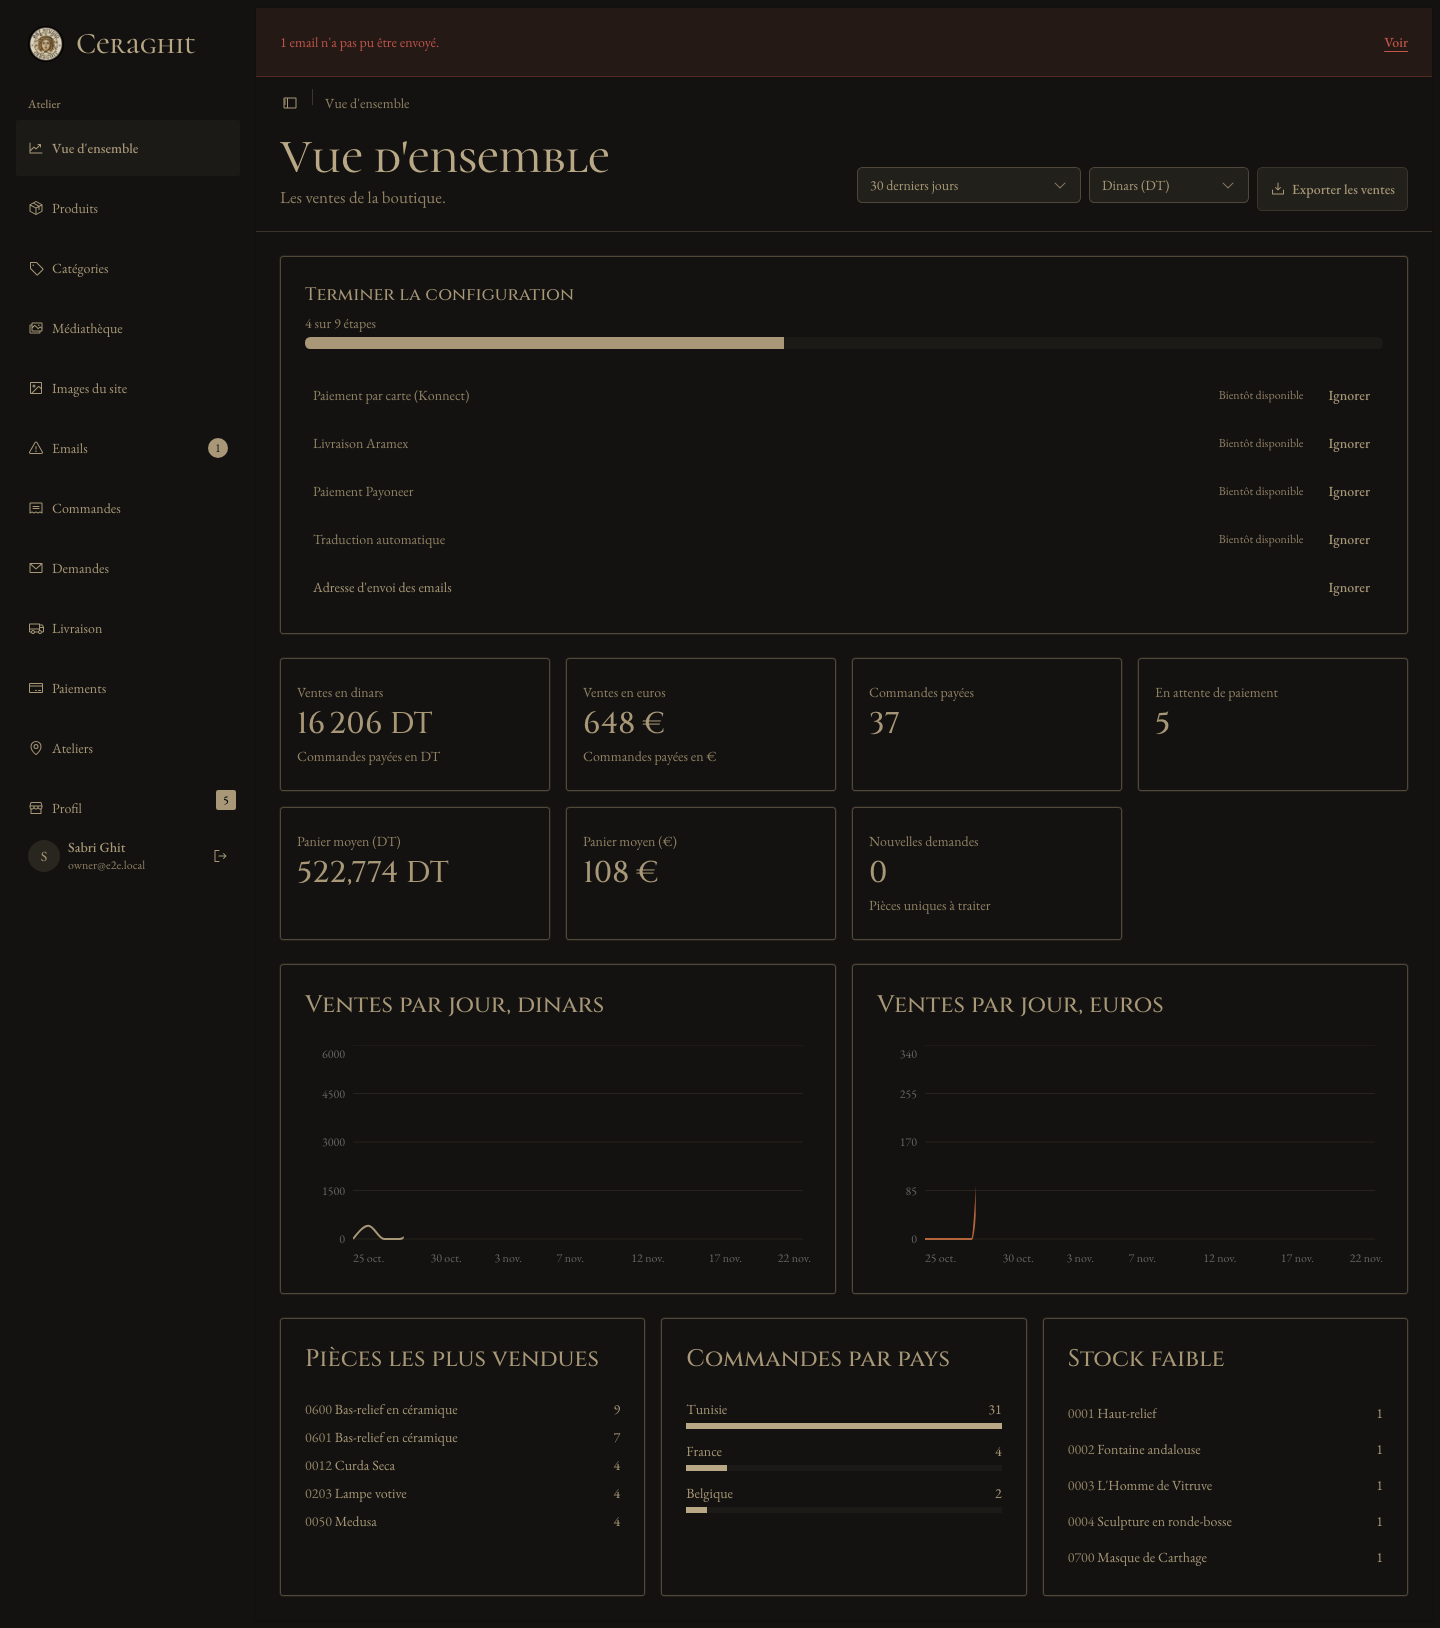 Ceraghit
Atelier
Vue d'ensemble
Produits
Catégories
Médiathèque
Images du site
Emails 1
Commandes
Demandes
Livraison
Paiements
Ateliers
Profil 5
S Sabri Ghit
owner@e2e.local
1 email n'a pas pu être envoyé. Voir
Vue d'ensemble
Vue d'ensemble
Les ventes de la boutique.
30 derniers jours Dinars (DT) Exporter les ventes
Terminer la configuration
4 sur 9 étapes
Paiement par carte (Konnect) Bientôt disponible Ignorer
Livraison Aramex Bientôt disponible Ignorer
Paiement Payoneer Bientôt disponible Ignorer
Traduction automatique Bientôt disponible Ignorer
Adresse d'envoi des emails Ignorer
Ventes en dinars
16 206 DT
Commandes payées en DT
Ventes en euros
648 €
Commandes payées en €
Commandes payées
37
En attente de paiement
5
Panier moyen (DT)
522,774 DT
Panier moyen (€)
108 €
Nouvelles demandes
0
Pièces uniques à traiter
Ventes par jour, dinars
6000
4500
3000
1500
0
25 oct. 30 oct. 3 nov. 7 nov. 12 nov. 17 nov. 22 nov.
Ventes par jour, euros
340
255
170
85
0
25 oct. 30 oct. 3 nov. 7 nov. 12 nov. 17 nov. 22 nov.
Pièces les plus vendues
0600 Bas-relief en céramique 9
0601 Bas-relief en céramique 7
0012 Curda Seca 4
0203 Lampe votive 4
0050 Medusa 4
Commandes par pays
Tunisie 31
France 4
Belgique 2
Stock faible
0001 Haut-relief 1
0002 Fontaine andalouse 1
0003 L'Homme de Vitruve 1
0004 Sculpture en ronde-bosse 1
0700 Masque de Carthage 1